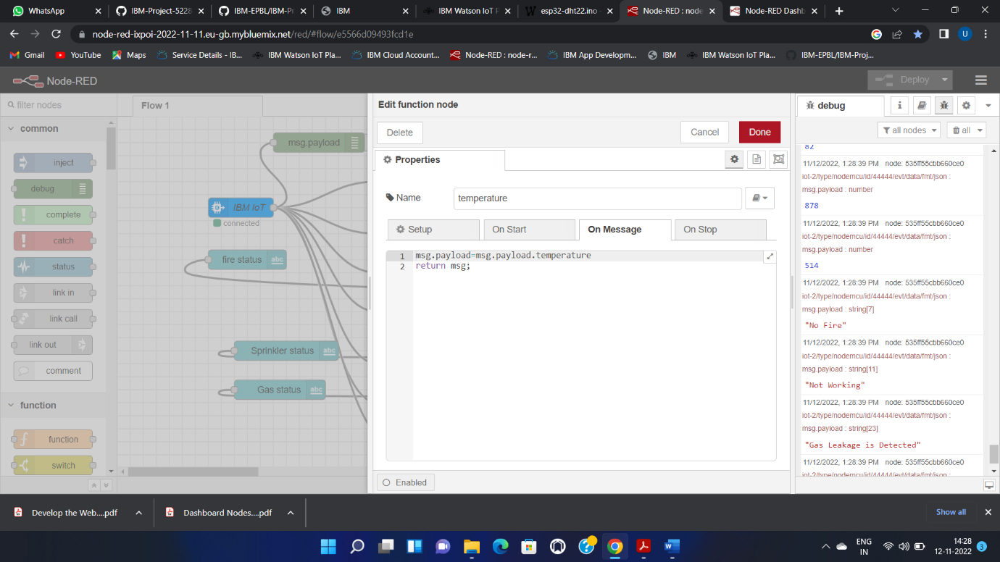 WhatsApp
IBM-Project-5228
IBM-EPBL/IBM-Pr
IBM
IBM Watson IoT P
esp32-dht22.ino -
Node-RED : node
Node-RED Dashb
node-red-ixpoi-2022-11-11.eu-gb.mybluemix.net/red/#flow/e5566d09493fcd1e
U
Gmail
YouTube
Maps
Service Details - IB...
IBM Watson IoT Pla...
IBM Cloud Account...
Node-RED : node-r...
IBM App Developm...
IBM
IBM Watson IoT Pla...
IBM-EPBL/IBM-Proj...
Node-RED
Deploy
filter nodes
common
inject
debug
complete
catch
status
link in
link call
link out
comment
function
function
switch
Flow 1
msg.payload
IBM IoT
connected
fire status
abc
Sprinkler status
abc
Gas status
abc
Edit function node
Delete
Cancel
Done
Properties
Name
temperature
Setup
On Start
On Message
On Stop
1 msg.payload=msg.payload.temperature
2 return msg;
Enabled
debug
all nodes
all
82
11/12/2022, 1:28:39 PM node: 535ff55cbb660ce0
iot-2/type/nodemcu/id/44444/evt/data/fmt/json :
msg.payload : number
878
11/12/2022, 1:28:39 PM node: 535ff55cbb660ce0
iot-2/type/nodemcu/id/44444/evt/data/fmt/json :
msg.payload : number
514
11/12/2022, 1:28:39 PM node: 535ff55cbb660ce0
iot-2/type/nodemcu/id/44444/evt/data/fmt/json :
msg.payload : string[7]
"No Fire"
11/12/2022, 1:28:39 PM node: 535ff55cbb660ce0
iot-2/type/nodemcu/id/44444/evt/data/fmt/json :
msg.payload : string[11]
"Not Working"
11/12/2022, 1:28:39 PM node: 535ff55cbb660ce0
iot-2/type/nodemcu/id/44444/evt/data/fmt/json :
msg.payload : string[23]
"Gas Leakage is Detected"
11/12/2022, 1:28:39 PM node: 535ff55cbb660ce0
iot-2/type/nodemcu/id/44444/evt/data/fmt/json :
Develop the Web....pdf
Dashboard Nodes....pdf
Show all
ENG
IN
14:28
12-11-2022
3